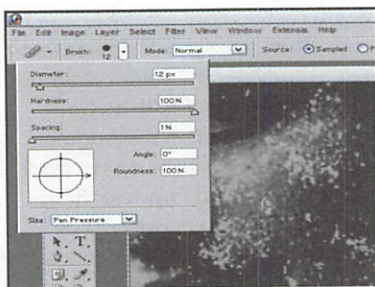 File Edit Image Layer Select Filter View Window Extensis Help
Brush: 12 Mode: Normal Source: Sampled P
Diameter: 12 px
Hardness: 100%
Spacing: 1%
Angle: 0°
Roundness: 100%
Size: Pen Pressure
T